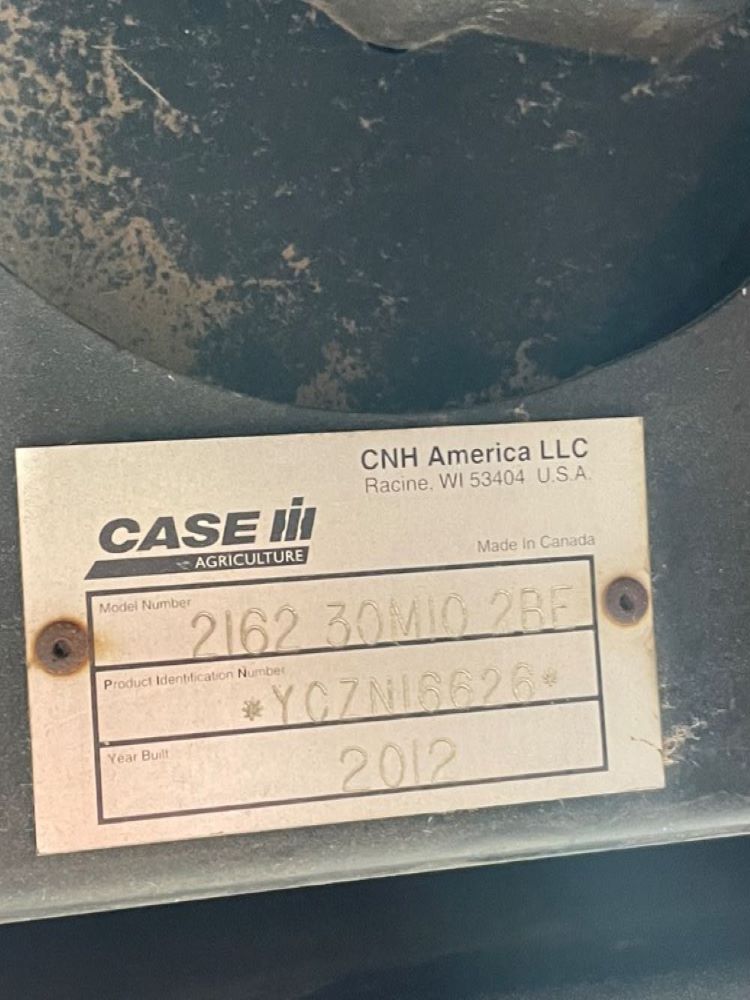 CNH America LLC
Racine, WI 53404 U.S.A.
CASE IH
AGRICULTURE
Made in Canada
Model Number
2162 30M10 2BF
Product Identification Number
*YCZN16626*
Year Built
2012